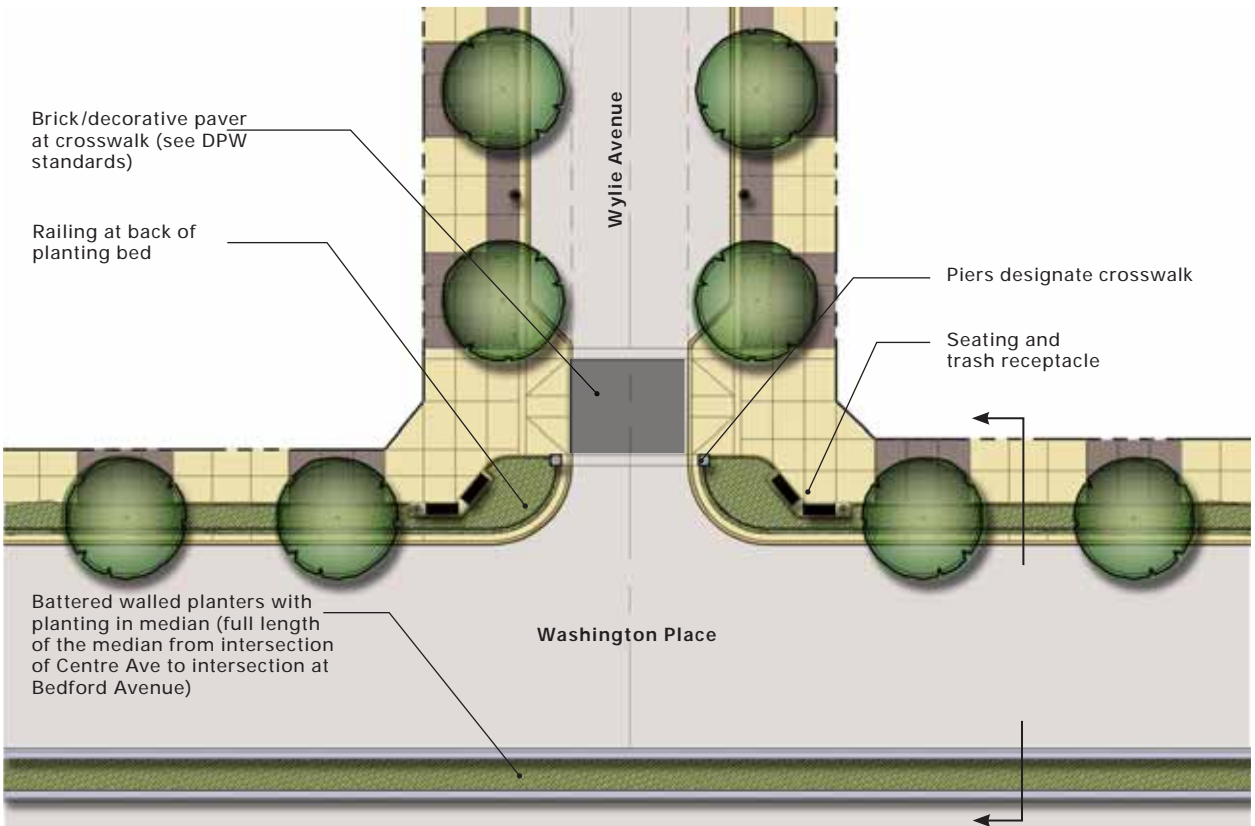 Brick/decorative paver
at crosswalk (see DPW
standards)
Railing at back of
planting bed
Wylie Avenue
Piers designate crosswalk
Seating and
trash receptacle
Battered walled planters with
planting in median (full length
of the median from intersection
of Centre Ave to intersection at
Bedford Avenue)
Washington Place